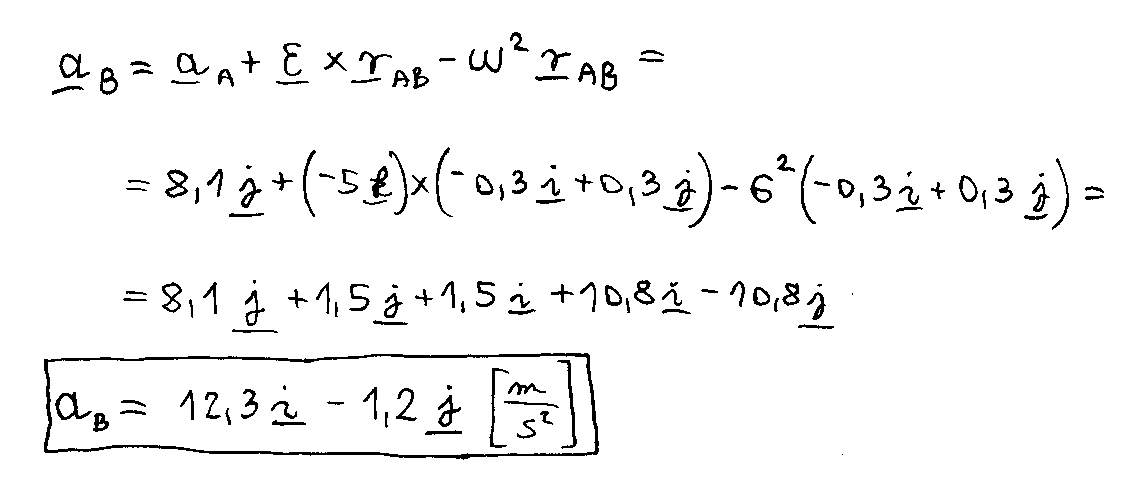 a_B = a_A + ε × r_AB - ω² r_AB =
= 8,1 j + (-5 k) × (-0,3 i + 0,3 j) - 6² (-0,3 i + 0,3 j) =
= 8,1 j + 1,5 j + 1,5 i + 10,8 i - 10,8 j
a_B = 12,3 i - 1,2 j [m/s²]